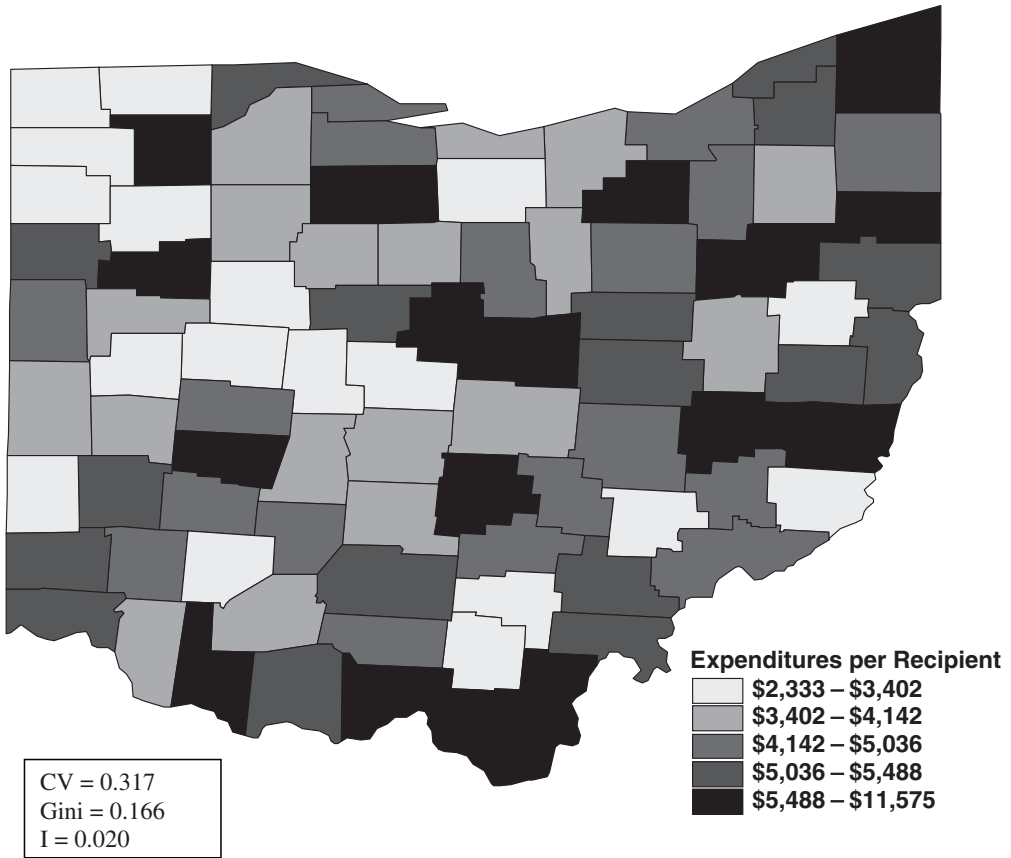 Expenditures per Recipient
$2,333 – $3,402
$3,402 – $4,142
$4,142 – $5,036
$5,036 – $5,488
$5,488 – $11,575
CV = 0.317
Gini = 0.166
I = 0.020